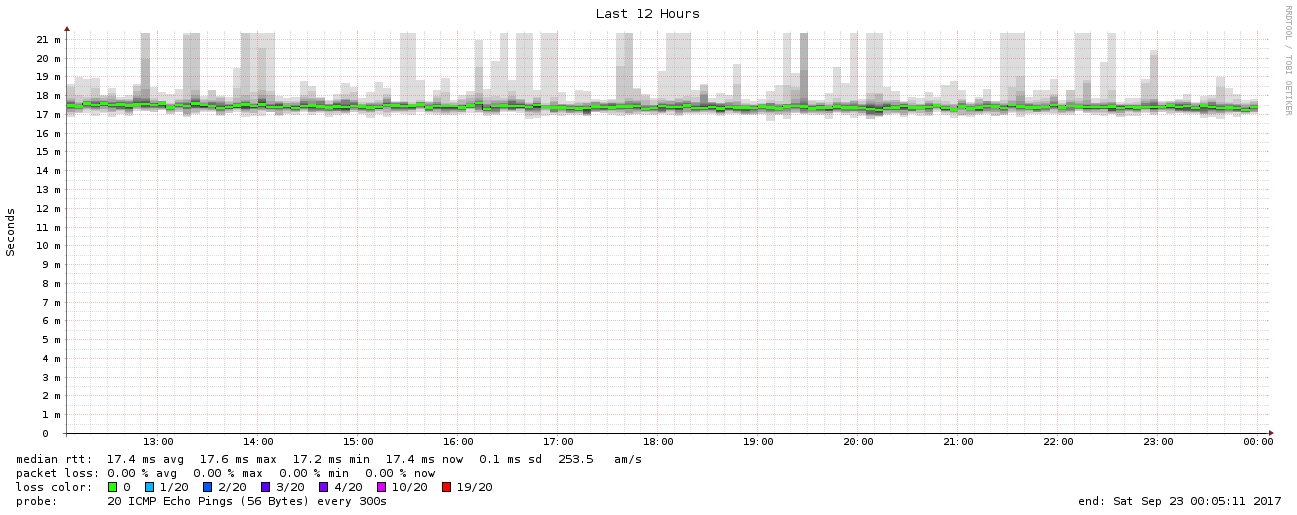 Last 12 Hours
RRDTOOL / TOBI OETIKER
Seconds
21 m
20 m
19 m
18 m
17 m
16 m
15 m
14 m
13 m
12 m
11 m
10 m
9 m
8 m
7 m
6 m
5 m
4 m
3 m
2 m
1 m
0
13:00 14:00 15:00 16:00 17:00 18:00 19:00 20:00 21:00 22:00 23:00 00:00
median rtt: 17.4 ms avg 17.6 ms max 17.2 ms min 17.4 ms now 0.1 ms sd 253.5 am/s
packet loss: 0.00 % avg 0.00 % max 0.00 % min 0.00 % now
loss color: 0 1/20 2/20 3/20 4/20 10/20 19/20
probe: 20 ICMP Echo Pings (56 Bytes) every 300s end: Sat Sep 23 00:05:11 2017